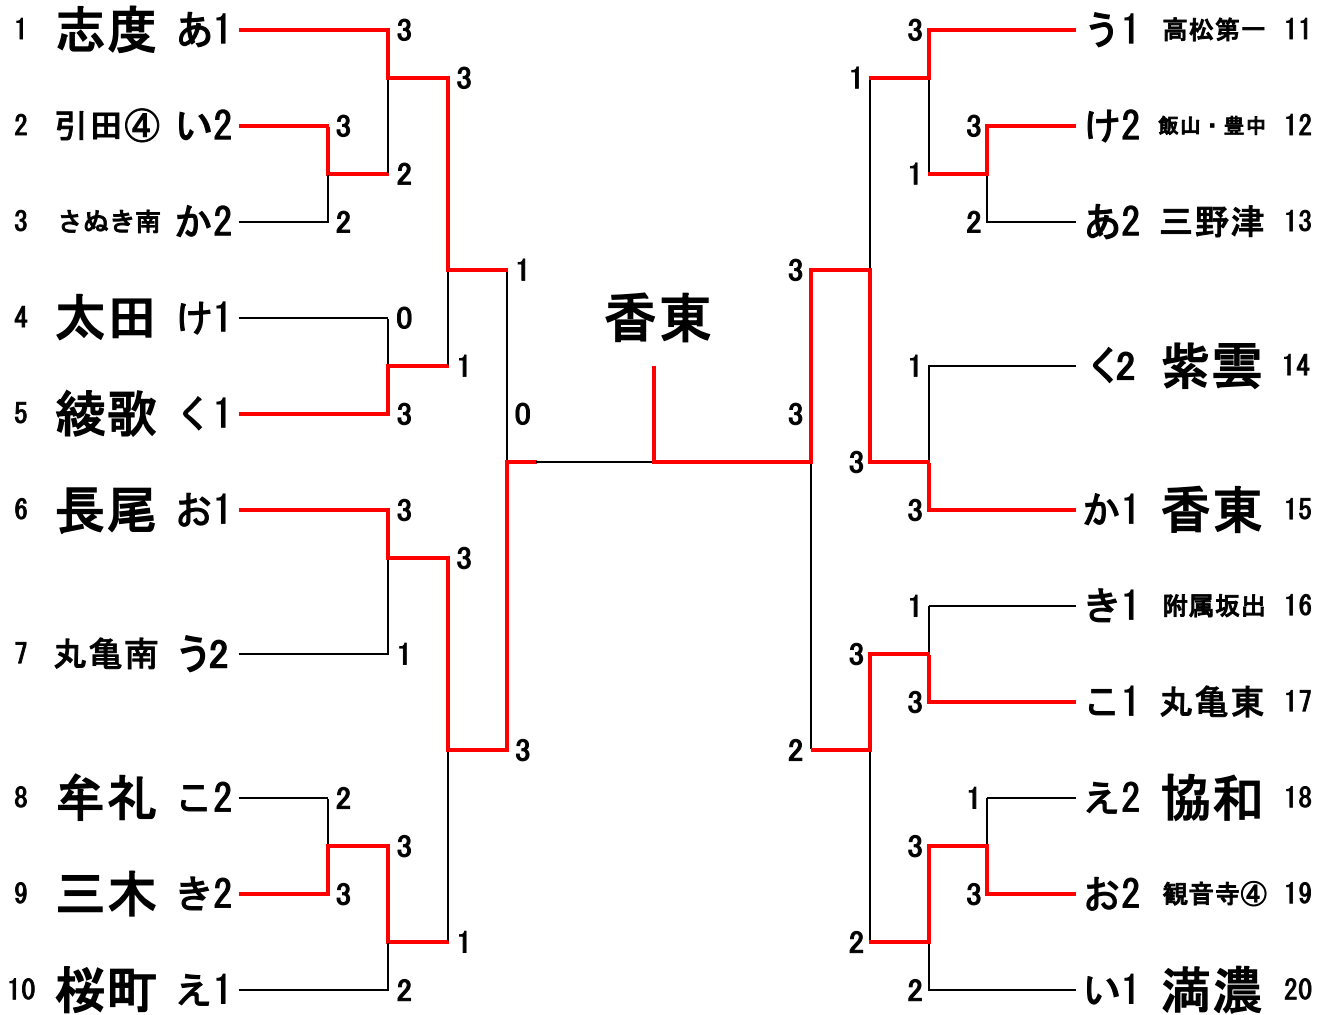 1 志度 あ1 3 3 う1 高松第一 11
3 1
2 引田④ い2 3 3 け2 飯山・豊中 12
2 1
3 さぬき南 か2 2 2 あ2 三野津 13
1 3
4 太田 け1 0 香東
1 1 く2 紫雲 14
5 綾歌 く1 3 0 3
3
6 長尾 お1 3 3 か1 香東 15
3
1 き1 附属坂出 16
7 丸亀南 う2 1 3
3 こ1 丸亀東 17
3 2
8 牟礼 こ2 2 1 え2 協和 18
3 3
9 三木 き2 3 3 お2 観音寺④ 19
1 2
10 桜町 え1 2 2 い1 満濃 20